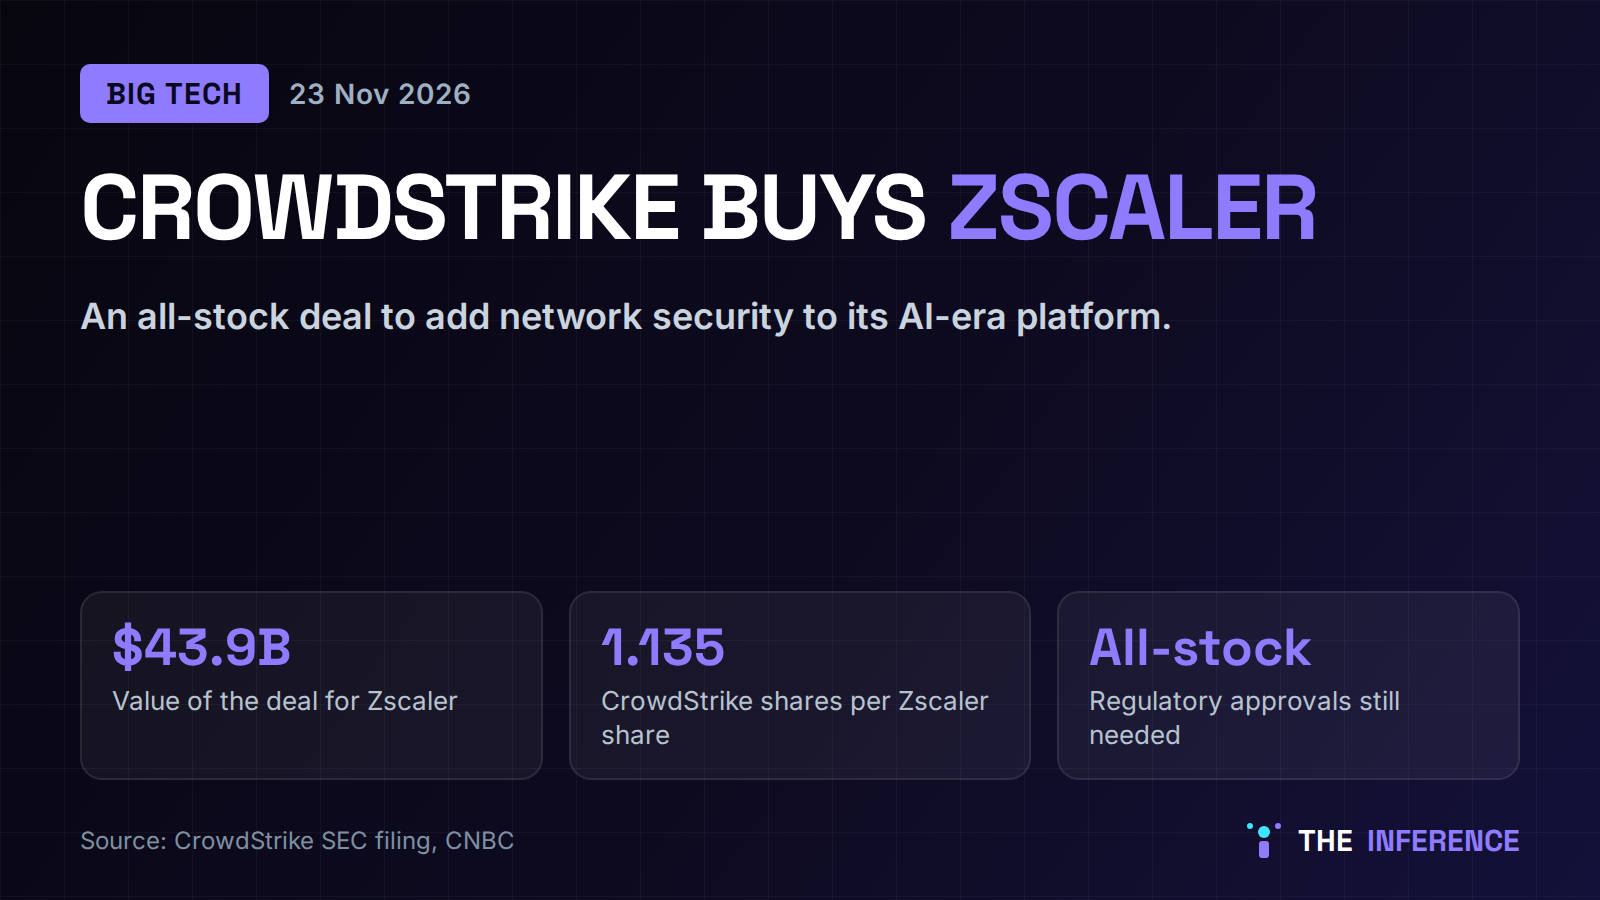 BIG TECH
23 Nov 2026
CROWDSTRIKE BUYS ZSCALER
An all-stock deal to add network security to its AI-era platform.
$43.9B
Value of the deal for Zscaler
1.135
CrowdStrike shares per Zscaler
share
All-stock
Regulatory approvals still
needed
Source: CrowdStrike SEC filing, CNBC
THE INFERENCE